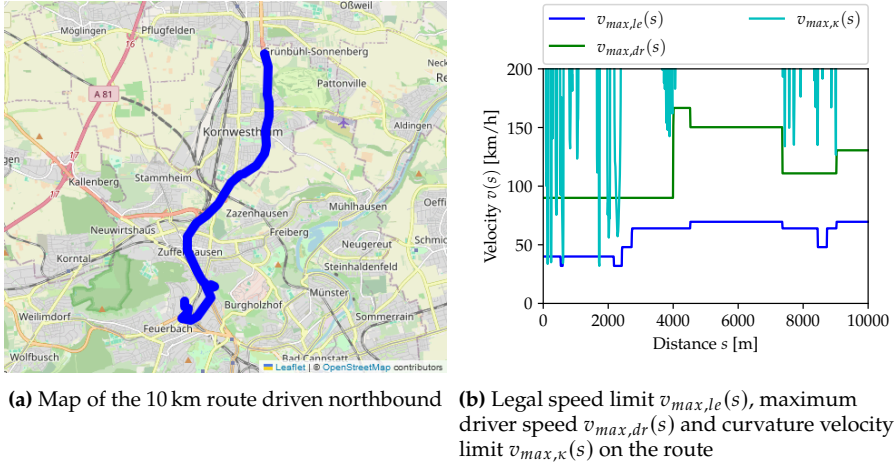 Oßweil
Möglingen
Pflugfelden
16
Grünbühl-Sonnenberg
Neck
Re
A 81
Pattonville
Aldingen
Kornwestheim
17
Kallenberg
Stammheim
Zazenhausen
Mühlhausen
Oeffi
Neuwirtshaus
Freiberg
Schmid
Zuffenhausen
Neugereut
Korntal
Steinhaldenfeld
Münster
Burgholzhof
Weilimdorf
Feuerbach
Sommerrain
Wolfbusch
Bad Cannstatt
Leaflet | © OpenStreetMap contributors
(a) Map of the 10 km route driven northbound
v_{max,le}(s)
v_{max,dr}(s)
v_{max,κ}(s)
Velocity v(s) [km/h]
200
150
100
50
0
0 2000 4000 6000 8000 10000
Distance s [m]
(b) Legal speed limit v_{max,le}(s), maximum
driver speed v_{max,dr}(s) and curvature velocity
limit v_{max,κ}(s) on the route